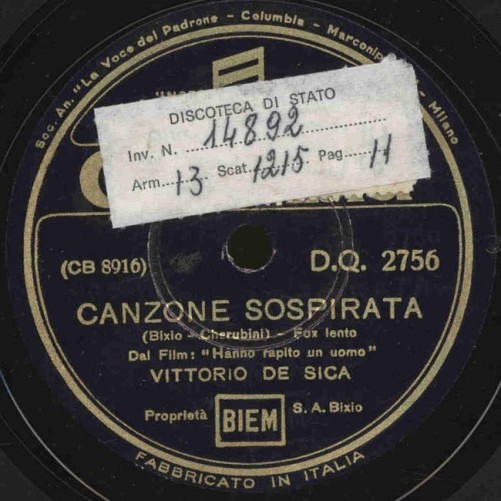 Soc. An. "La Voce del Padrone - Columbia - Marconip
Milano
DISCOTECA DI STATO
Inv. N. 14892
Arm. 13 Scat. 1215 Pag. 11
(CB 8916)
D.Q. 2756
CANZONE SOSPIRATA
(Bixio - Cherubini) - Fox lento
Dal Film: "Hanno rapito un uomo"
VITTORIO DE SICA
Proprietà BIEM S. A. Bixio
FABBRICATO IN ITALIA